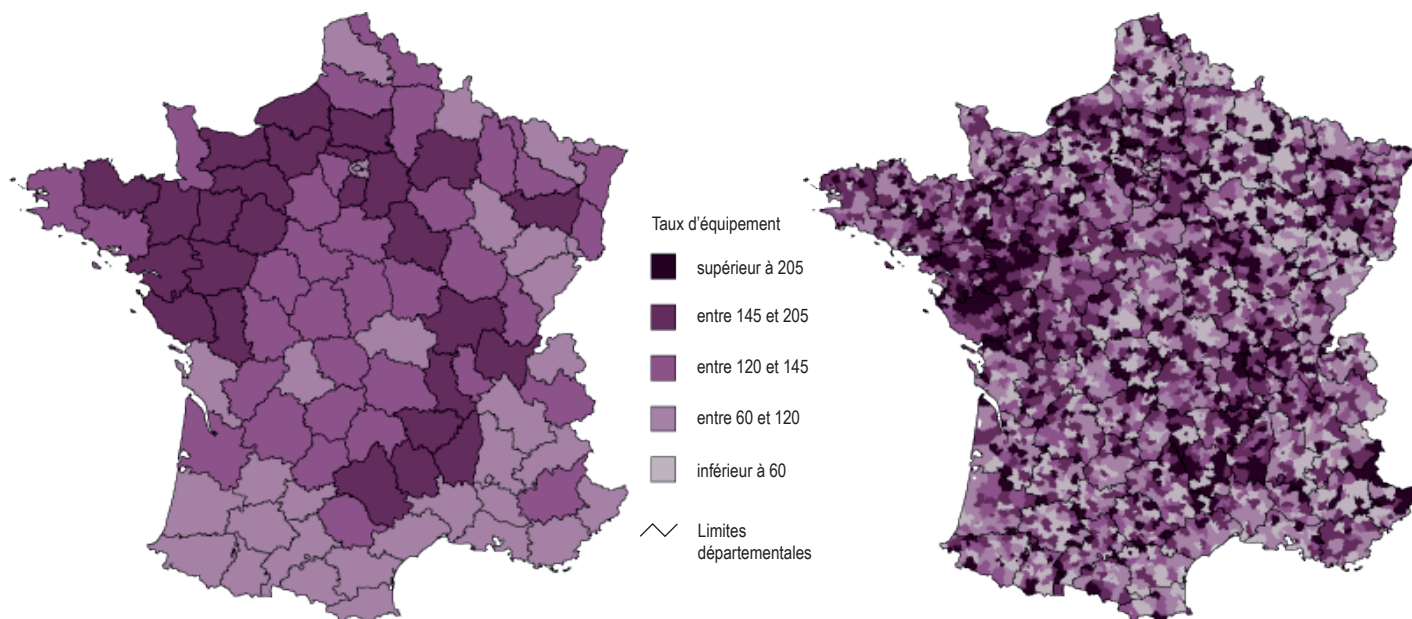 Taux d’équipement
supérieur à 205
entre 145 et 205
entre 120 et 145
entre 60 et 120
inférieur à 60
Limites
départementales